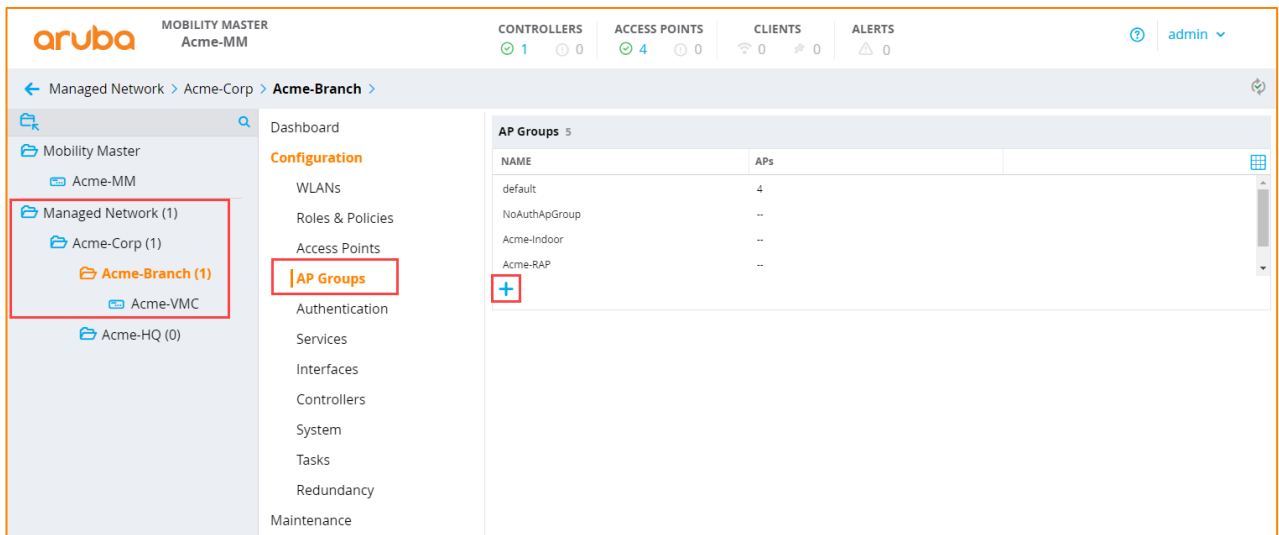 aruba
MOBILITY MASTER
Acme-MM
CONTROLLERS
1 0
ACCESS POINTS
4 0
CLIENTS
0 0
ALERTS
0
? admin
Managed Network > Acme-Corp > Acme-Branch >
Mobility Master
Acme-MM
Managed Network (1)
Acme-Corp (1)
Acme-Branch (1)
Acme-VMC
Acme-HQ (0)
Dashboard
Configuration
WLANs
Roles & Policies
Access Points
AP Groups
Authentication
Services
Interfaces
Controllers
System
Tasks
Redundancy
Maintenance
AP Groups 5
NAME APs
default 4
NoAuthApGroup --
Acme-Indoor --
Acme-RAP --
+